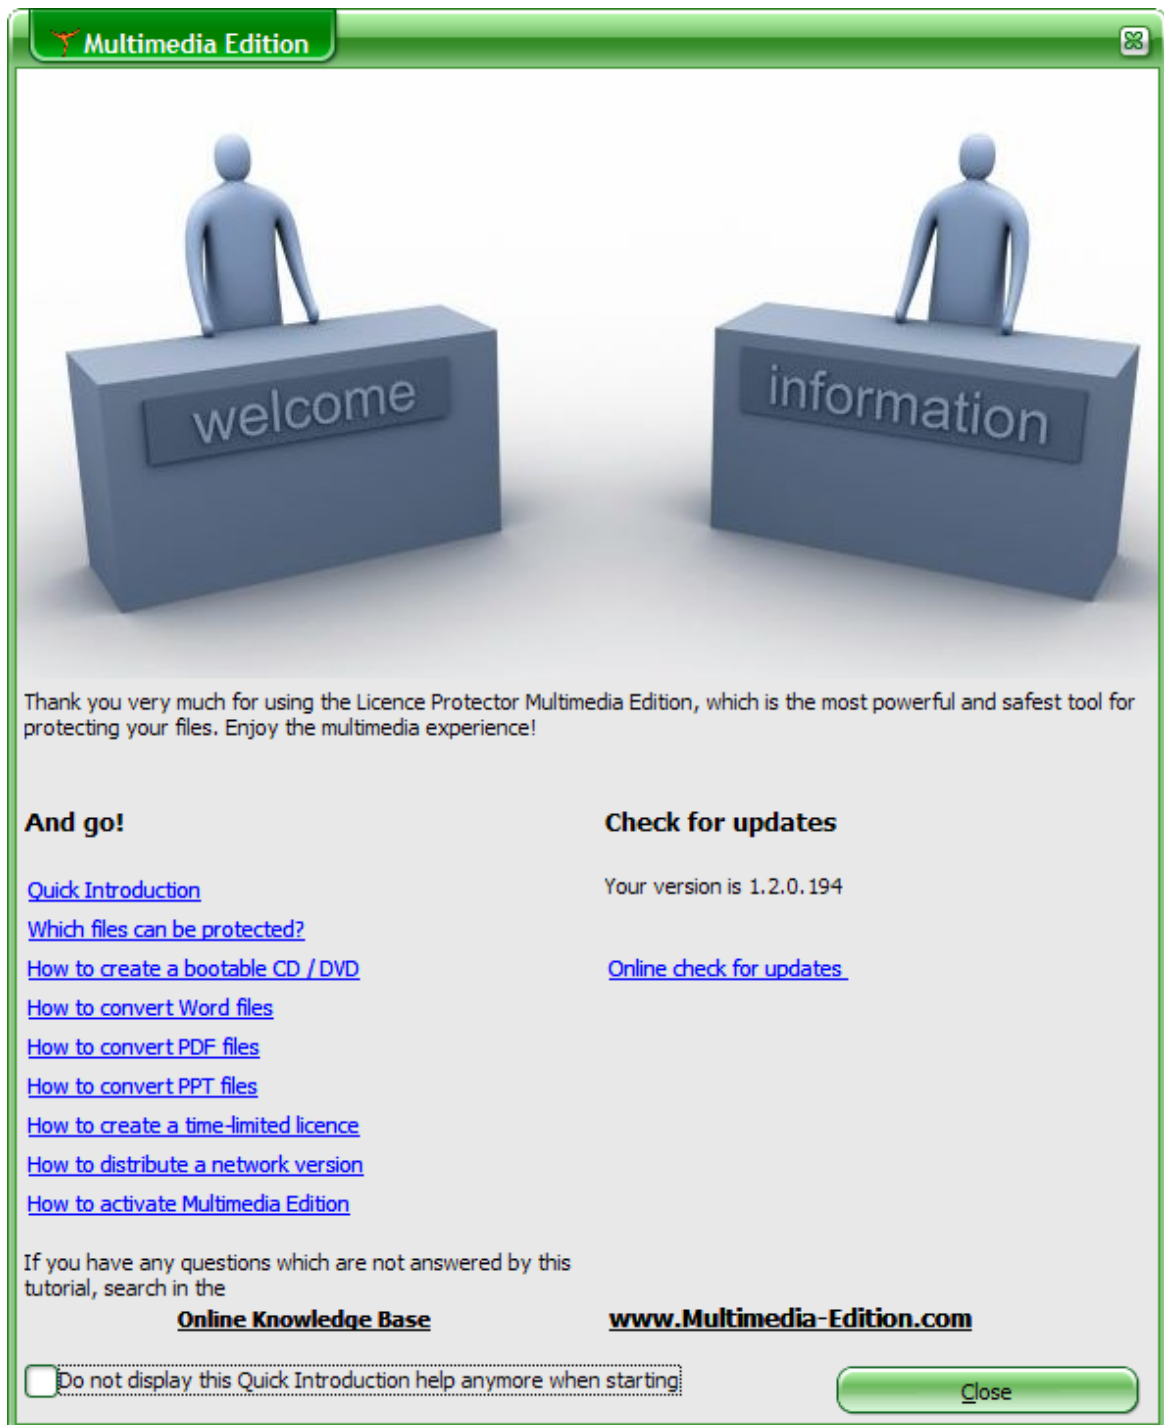 Multimedia Edition
welcome
information
Thank you very much for using the Licence Protector Multimedia Edition, which is the most powerful and safest tool for
protecting your files. Enjoy the multimedia experience!
And go!
Quick Introduction
Which files can be protected?
How to create a bootable CD / DVD
How to convert Word files
How to convert PDF files
How to convert PPT files
How to create a time-limited licence
How to distribute a network version
How to activate Multimedia Edition
If you have any questions which are not answered by this
tutorial, search in the
Online Knowledge Base
Check for updates
Your version is 1.2.0.194
Online check for updates
www.Multimedia-Edition.com
Do not display this Quick Introduction help anymore when starting
Close